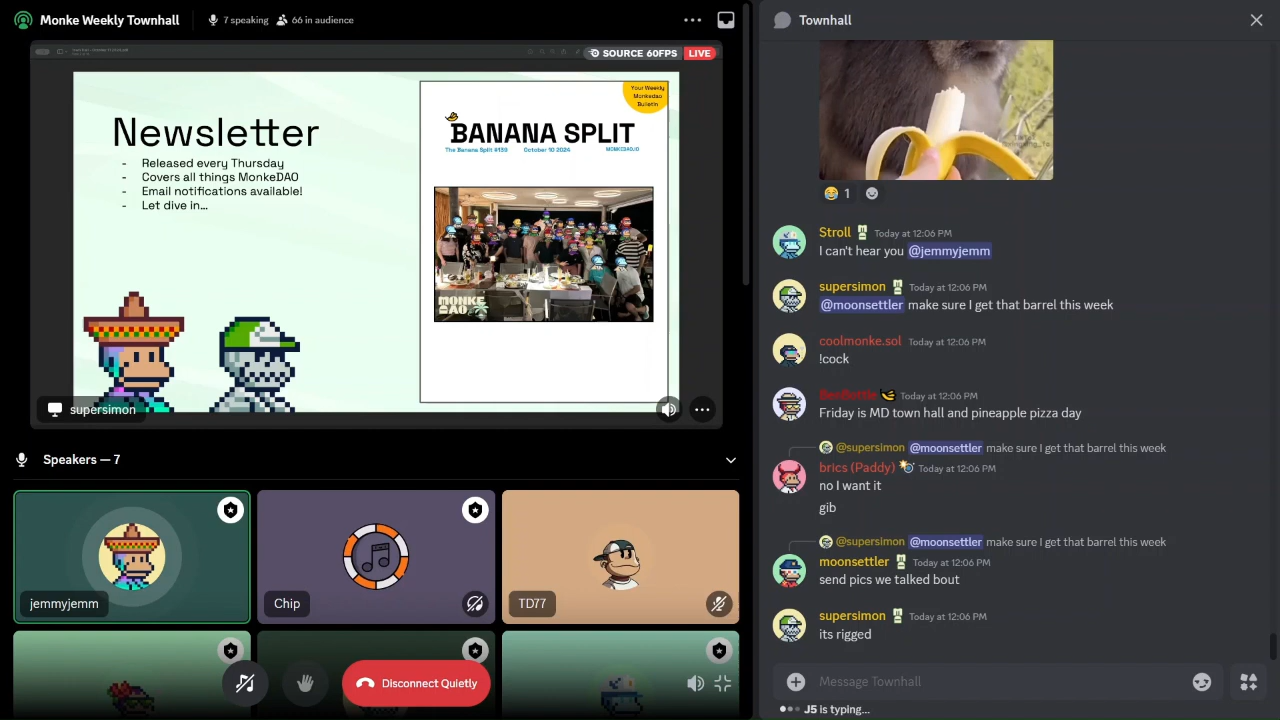 Monke Weekly Townhall
7 speaking
66 in audience
SOURCE 60FPS
LIVE
Newsletter
- Released every Thursday
- Covers all things MonkeDAO
- Email notifications available!
- Let dive in...
Your Weekly
Monkedao
Bulletin
BANANA SPLIT
The Banana Split #139
October 10 2024
MONKEDAO.IO
MONKE
DAO
supersimon
Speakers — 7
jemmyjemm
Chip
TD77
Disconnect Quietly
Townhall
1
Stroll Today at 12:06 PM
I can't hear you @jemmyjemm
supersimon Today at 12:06 PM
@moonsettler make sure I get that barrel this week
coolmonke.sol Today at 12:06 PM
!cock
Today at 12:06 PM
Friday is MD town hall and pineapple pizza day
@supersimon @moonsettler make sure I get that barrel this week
brics (Paddy) Today at 12:06 PM
no I want it
gib
@supersimon @moonsettler make sure I get that barrel this week
moonsettler Today at 12:06 PM
send pics we talked bout
supersimon Today at 12:06 PM
its rigged
Message Townhall
J5 is typing...